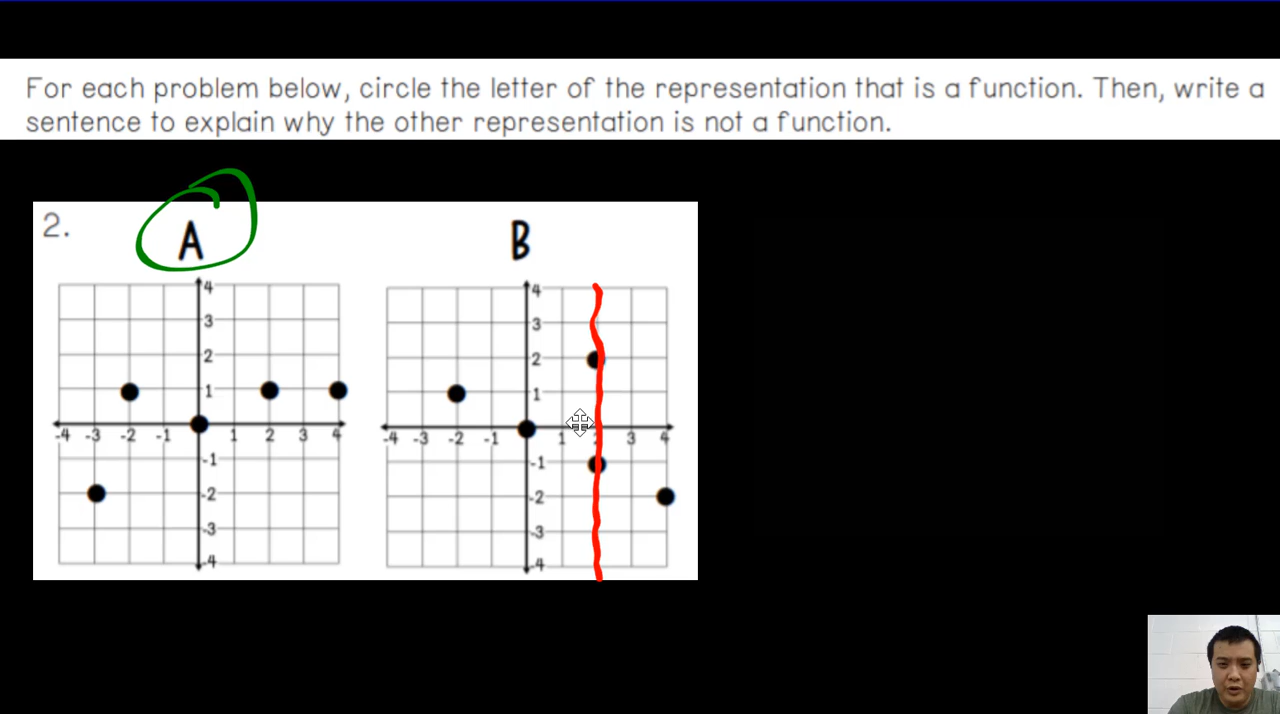 For each problem below, circle the letter of the representation that is a function. Then, write a
sentence to explain why the other representation is not a function.
2.
A B
4 4
3 3
2 2
1 1
-4 -3 -2 -1 1 2 3 4 -4 -3 -2 -1 1 3 4
-1 -1
-2 -2
-3 -3
-4 -4